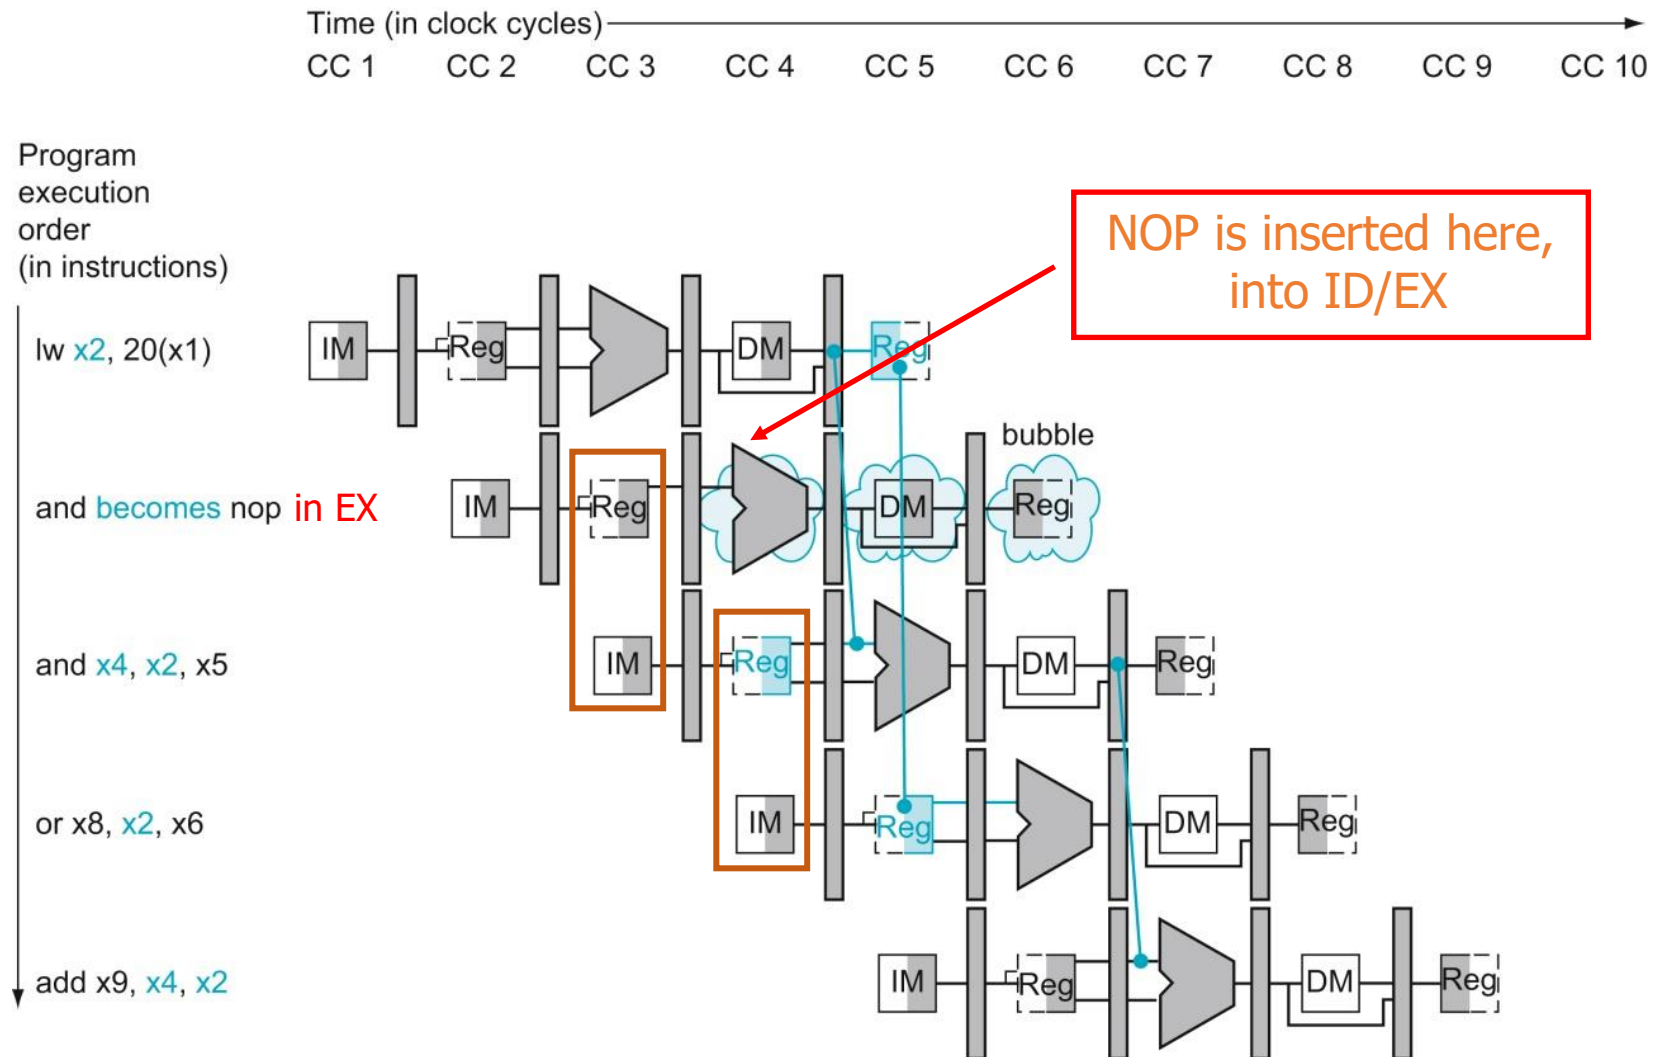 Time (in clock cycles)
CC 1 CC 2 CC 3 CC 4 CC 5 CC 6 CC 7 CC 8 CC 9 CC 10
Program
execution
order
(in instructions)
NOP is inserted here,
into ID/EX
lw x2, 20(x1)
IM Reg DM Reg
bubble
and becomes nop in EX
IM Reg DM Reg
and x4, x2, x5
IM Reg DM Reg
or x8, x2, x6
IM Reg DM Reg
add x9, x4, x2
IM Reg DM Reg